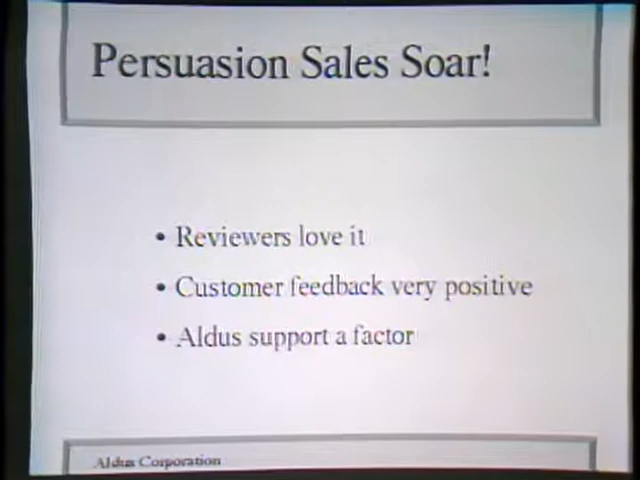 Persuasion Sales Soar!
• Reviewers love it
• Customer feedback very positive
• Aldus support a factor
Aldus Corporation